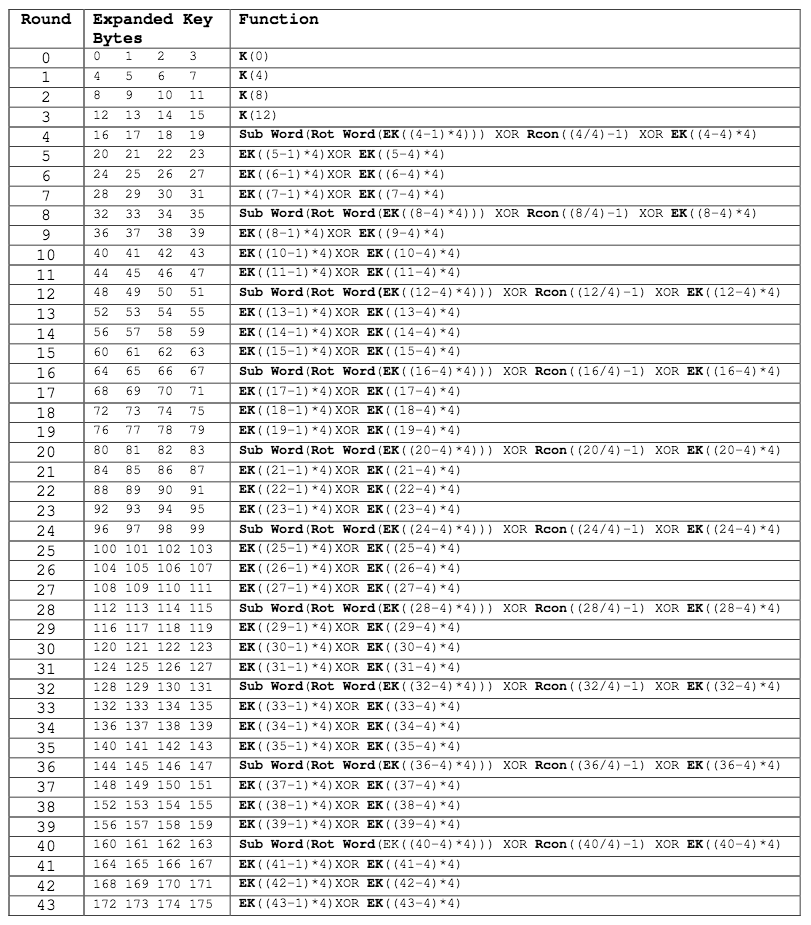 Round Expanded Key Bytes Function
0 0 1 2 3 K(0)
1 4 5 6 7 K(4)
2 8 9 10 11 K(8)
3 12 13 14 15 K(12)
4 16 17 18 19 Sub Word(Rot Word(EK((4-1)*4))) XOR Rcon((4/4)-1) XOR EK((4-4)*4)
5 20 21 22 23 EK((5-1)*4)XOR EK((5-4)*4)
6 24 25 26 27 EK((6-1)*4)XOR EK((6-4)*4)
7 28 29 30 31 EK((7-1)*4)XOR EK((7-4)*4)
8 32 33 34 35 Sub Word(Rot Word(EK((8-4)*4))) XOR Rcon((8/4)-1) XOR EK((8-4)*4)
9 36 37 38 39 EK((8-1)*4)XOR EK((9-4)*4)
10 40 41 42 43 EK((10-1)*4)XOR EK((10-4)*4)
11 44 45 46 47 EK((11-1)*4)XOR EK((11-4)*4)
12 48 49 50 51 Sub Word(Rot Word(EK((12-4)*4))) XOR Rcon((12/4)-1) XOR EK((12-4)*4)
13 52 53 54 55 EK((13-1)*4)XOR EK((13-4)*4)
14 56 57 58 59 EK((14-1)*4)XOR EK((14-4)*4)
15 60 61 62 63 EK((15-1)*4)XOR EK((15-4)*4)
16 64 65 66 67 Sub Word(Rot Word(EK((16-4)*4))) XOR Rcon((16/4)-1) XOR EK((16-4)*4)
17 68 69 70 71 EK((17-1)*4)XOR EK((17-4)*4)
18 72 73 74 75 EK((18-1)*4)XOR EK((18-4)*4)
19 76 77 78 79 EK((19-1)*4)XOR EK((19-4)*4)
20 80 81 82 83 Sub Word(Rot Word(EK((20-4)*4))) XOR Rcon((20/4)-1) XOR EK((20-4)*4)
21 84 85 86 87 EK((21-1)*4)XOR EK((21-4)*4)
22 88 89 90 91 EK((22-1)*4)XOR EK((22-4)*4)
23 92 93 94 95 EK((23-1)*4)XOR EK((23-4)*4)
24 96 97 98 99 Sub Word(Rot Word(EK((24-4)*4))) XOR Rcon((24/4)-1) XOR EK((24-4)*4)
25 100 101 102 103 EK((25-1)*4)XOR EK((25-4)*4)
26 104 105 106 107 EK((26-1)*4)XOR EK((26-4)*4)
27 108 109 110 111 EK((27-1)*4)XOR EK((27-4)*4)
28 112 113 114 115 Sub Word(Rot Word(EK((28-4)*4))) XOR Rcon((28/4)-1) XOR EK((28-4)*4)
29 116 117 118 119 EK((29-1)*4)XOR EK((29-4)*4)
30 120 121 122 123 EK((30-1)*4)XOR EK((30-4)*4)
31 124 125 126 127 EK((31-1)*4)XOR EK((31-4)*4)
32 128 129 130 131 Sub Word(Rot Word(EK((32-4)*4))) XOR Rcon((32/4)-1) XOR EK((32-4)*4)
33 132 133 134 135 EK((33-1)*4)XOR EK((33-4)*4)
34 136 137 138 139 EK((34-1)*4)XOR EK((34-4)*4)
35 140 141 142 143 EK((35-1)*4)XOR EK((35-4)*4)
36 144 145 146 147 Sub Word(Rot Word(EK((36-4)*4))) XOR Rcon((36/4)-1) XOR EK((36-4)*4)
37 148 149 150 151 EK((37-1)*4)XOR EK((37-4)*4)
38 152 153 154 155 EK((38-1)*4)XOR EK((38-4)*4)
39 156 157 158 159 EK((39-1)*4)XOR EK((39-4)*4)
40 160 161 162 163 Sub Word(Rot Word(EK((40-4)*4))) XOR Rcon((40/4)-1) XOR EK((40-4)*4)
41 164 165 166 167 EK((41-1)*4)XOR EK((41-4)*4)
42 168 169 170 171 EK((42-1)*4)XOR EK((42-4)*4)
43 172 173 174 175 EK((43-1)*4)XOR EK((43-4)*4)